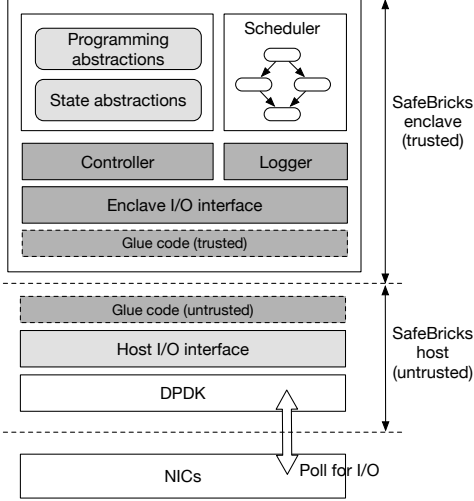 Programming
abstractions
State abstractions
Scheduler
Controller
Logger
Enclave I/O interface
Glue code (trusted)
SafeBricks
enclave
(trusted)
Glue code (untrusted)
Host I/O interface
DPDK
SafeBricks
host
(untrusted)
NICs
Poll for I/O